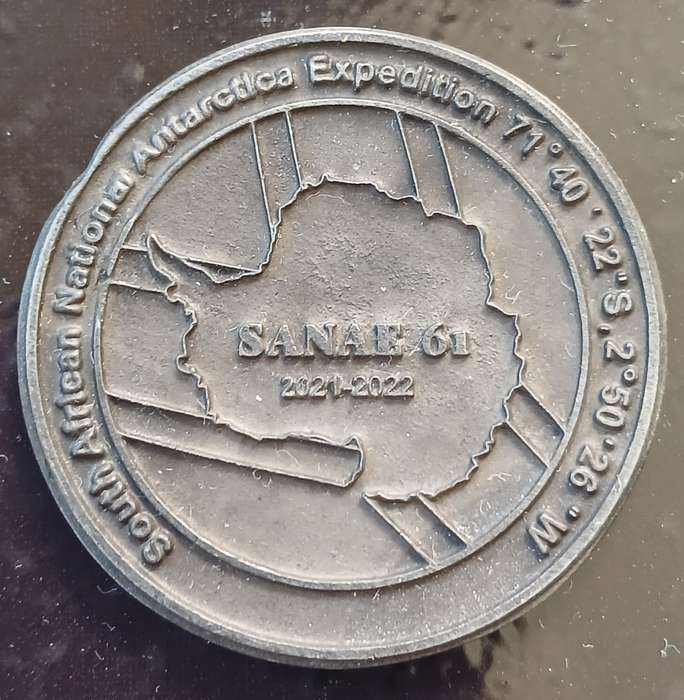 South African National Antarctica Expedition 71°40'22"S, 2°50'26"W
SANAE 61
2021-2022